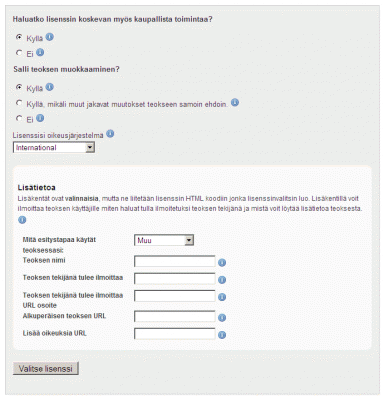 Haluatko lisenssin koskevan myös kaupallista toimintaa?
Kyllä
Ei
Salli teoksen muokkaaminen?
Kyllä
Kyllä, mikäli muut jakavat muutokset teokseen samoin ehdoin.
Ei
Lisenssisi oikeusjärjestelmä
International
Lisätietoa
Lisäkentät ovat valinnaisia, mutta ne liitetään lisenssin HTML koodiin jonka lisenssinvalitsin luo. Lisäkentillä voit
ilmoittaa teoksen käyttäjille miten haluat tulla ilmoitetuksi teoksen tekijänä ja mistä voit löytää lisätietoa teoksesta.
Mitä esitystapaa käytät
teoksessasi:
Muu
Teoksen nimi
Teoksen tekijänä tulee ilmoittaa
Teoksen tekijänä tulee ilmoittaa
URL osoite
Alkuperäisen teoksen URL
Lisää oikeuksia URL
Valitse lisenssi